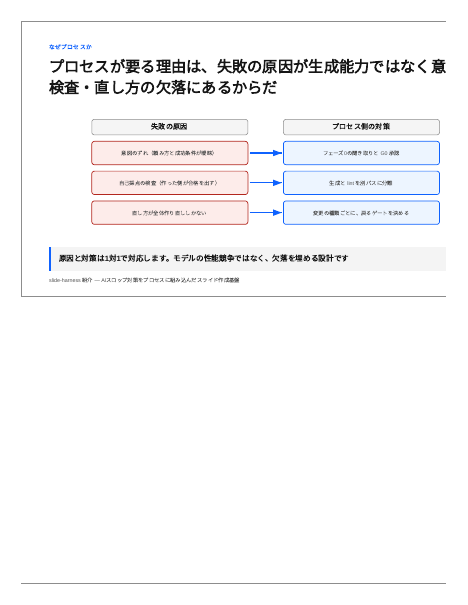 なぜプロセスか
プロセスが要る理由は、失敗の原因が生成能力ではなく意
検査・直し方の欠落にあるからだ
失敗の原因
プロセス側の対策
意図のずれ（頼み方と成功条件が曖昧）
フェーズ0の聞き取りと GO 承認
自己採点の検査（作った側が合格を出す）
生成と lint を別パスに分離
直し方が全体作り直ししかない
変更の種類ごとに、戻るゲートを決める
原因と対策は1対1で対応します。モデルの性能競争ではなく、欠落を埋める設計です
slide-harness 紹介 — AIスロップ対策をプロセスに組み込んだスライド作成基盤